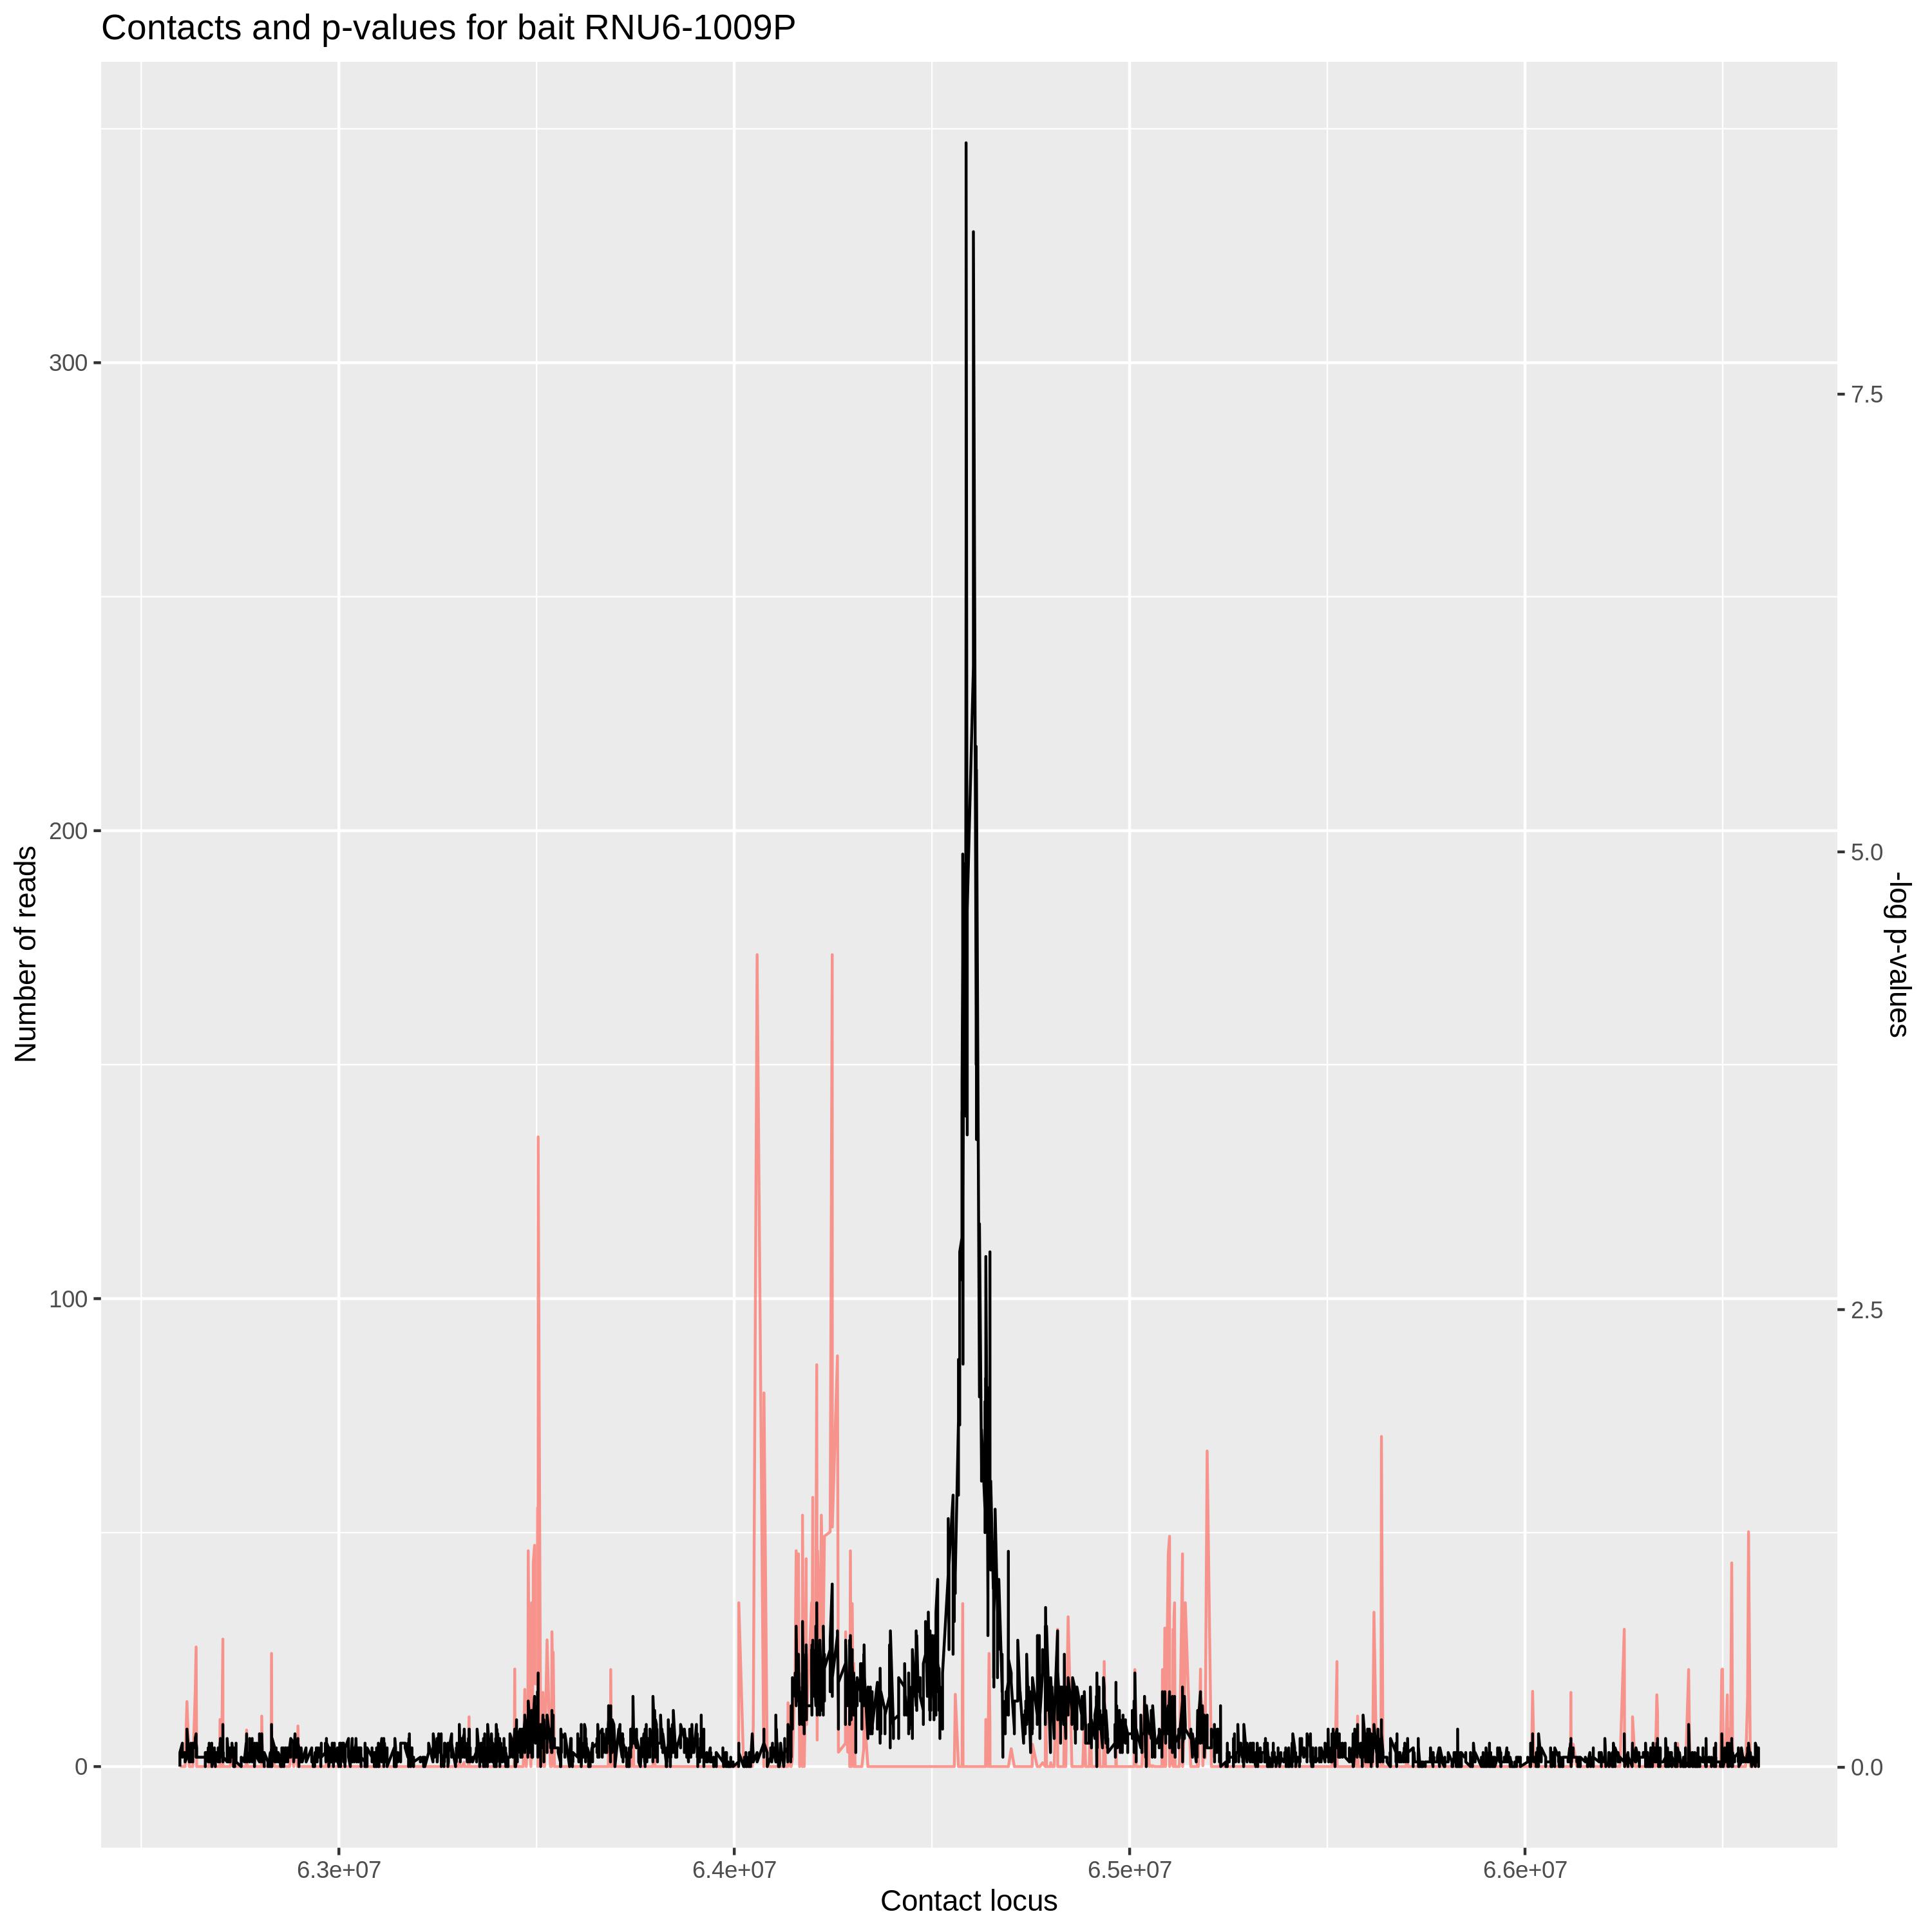 Contacts and p-values for bait RNU6-1009P
300
200
100
0
7.5
5.0
2.5
0.0
Number of reads
-log p-values
6.3e+07 6.4e+07 6.5e+07 6.6e+07
Contact locus